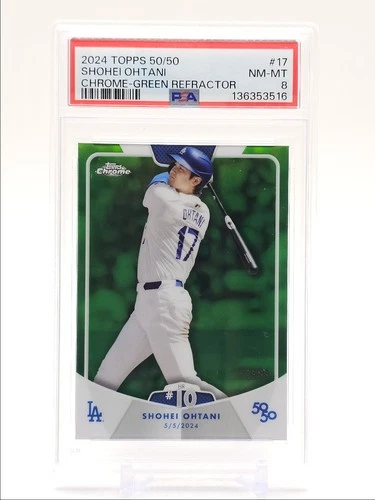 2024 TOPPS 50/50 #17
SHOHEI OHTANI NM-MT
CHROME-GREEN REFRACTOR 8
PSA 136353516
Topps
Chrome
OHTANI
17
HR
#10
LA
SHOHEI OHTANI
5/5/2024
50
50